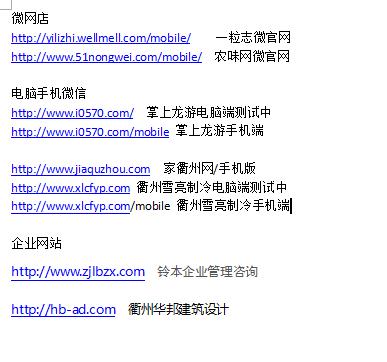 微网店
http://yilizhi.wellmell.com/mobile/ 一粒志微官网
http://www.51nongwei.com/mobile/ 农味网微官网
电脑手机微信
http://www.i0570.com/ 掌上龙游电脑端测试中
http://www.i0570.com/mobile 掌上龙游手机端
http://www.jiaquzhou.com 家衢州网/手机版
http://www.xlcfyp.com 衢州雪亮制冷电脑端测试中
http://www.xlcfyp.com/mobile 衢州雪亮制冷手机端
企业网站
http://www.zjlbzx.com 铃本企业管理咨询
http://hb-ad.com 衢州华邦建筑设计